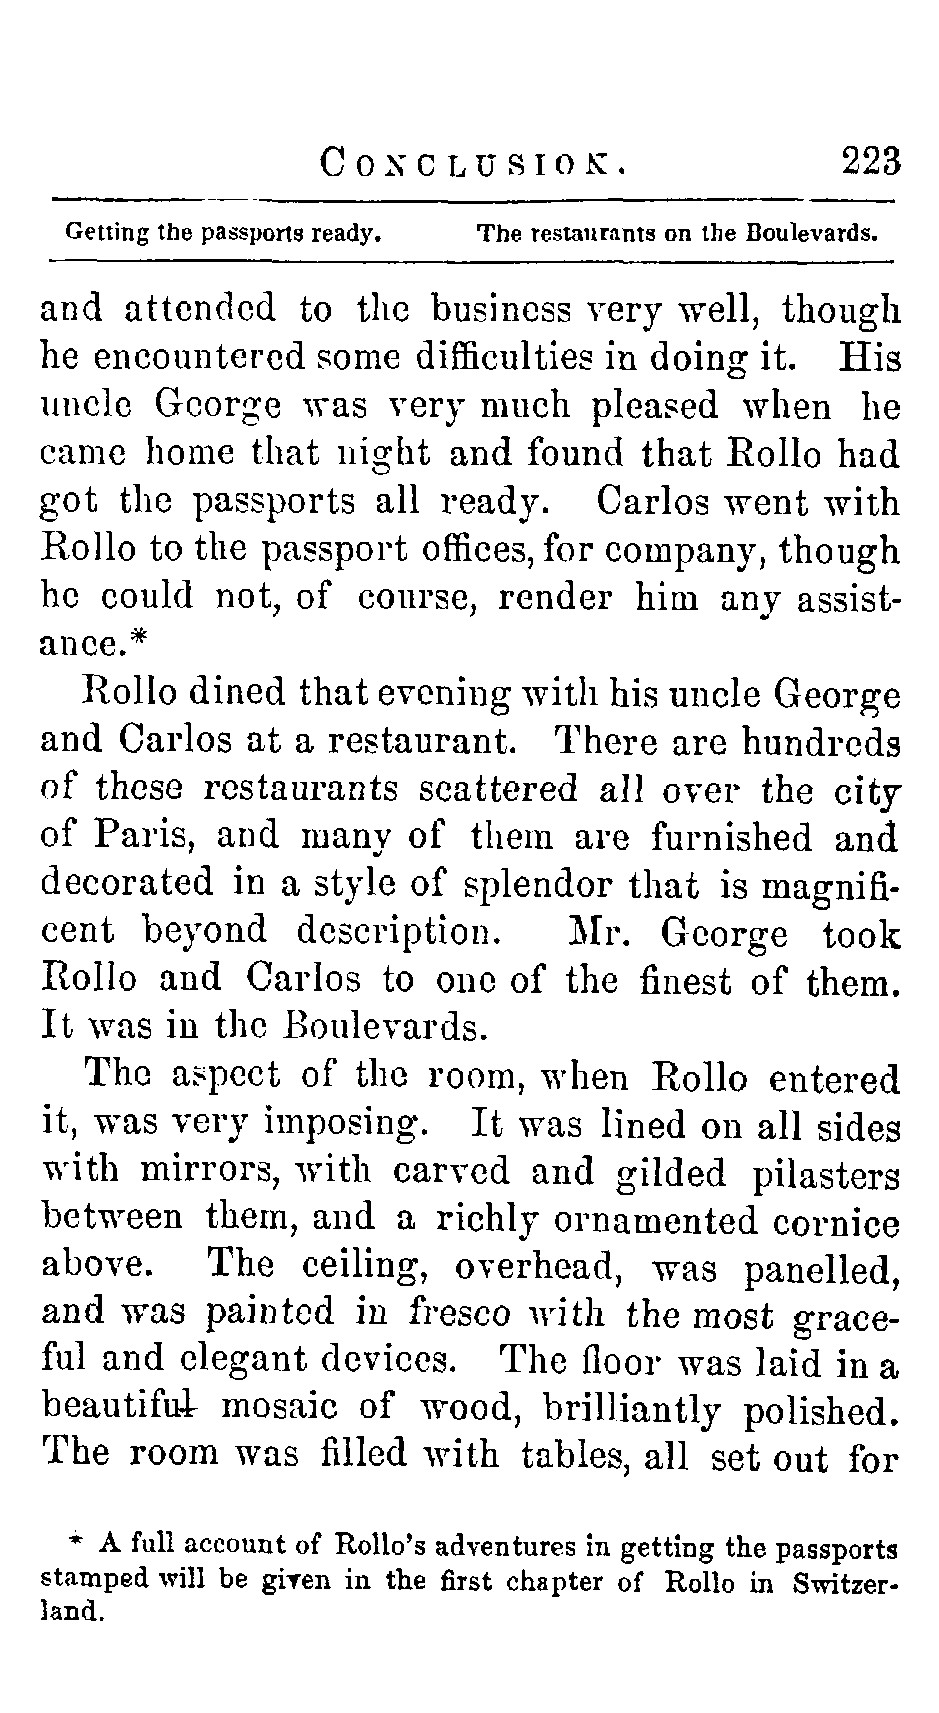 CONCLUSION. 223
Getting the passports ready. The restaurants on the Boulevards.
and attended to the business very well, though
he encountered some difficulties in doing it. His
uncle George was very much pleased when he
came home that night and found that Rollo had
got the passports all ready. Carlos went with
Rollo to the passport offices, for company, though
he could not, of course, render him any assist-
ance.*
Rollo dined that evening with his uncle George
and Carlos at a restaurant. There are hundreds
of these restaurants scattered all over the city
of Paris, and many of them are furnished and
decorated in a style of splendor that is magnifi-
cent beyond description. Mr. George took
Rollo and Carlos to one of the finest of them.
It was in the Boulevards.
The aspect of the room, when Rollo entered
it, was very imposing. It was lined on all sides
with mirrors, with carved and gilded pilasters
between them, and a richly ornamented cornice
above. The ceiling, overhead, was panelled,
and was painted in fresco with the most grace-
ful and elegant devices. The floor was laid in a
beautiful mosaic of wood, brilliantly polished.
The room was filled with tables, all set out for
* A full account of Rollo's adventures in getting the passports
stamped will be given in the first chapter of Rollo in Switzer-
land.